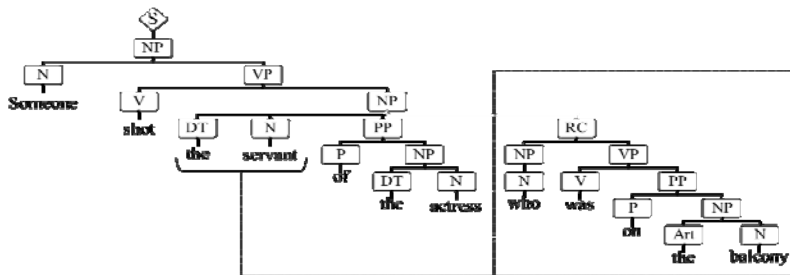 S
NP
N VP
Someone V NP RC
shot DT N PP NP VP
the servant P NP N V PP
of DT N who was P NP
the actress on Art N
the balcony